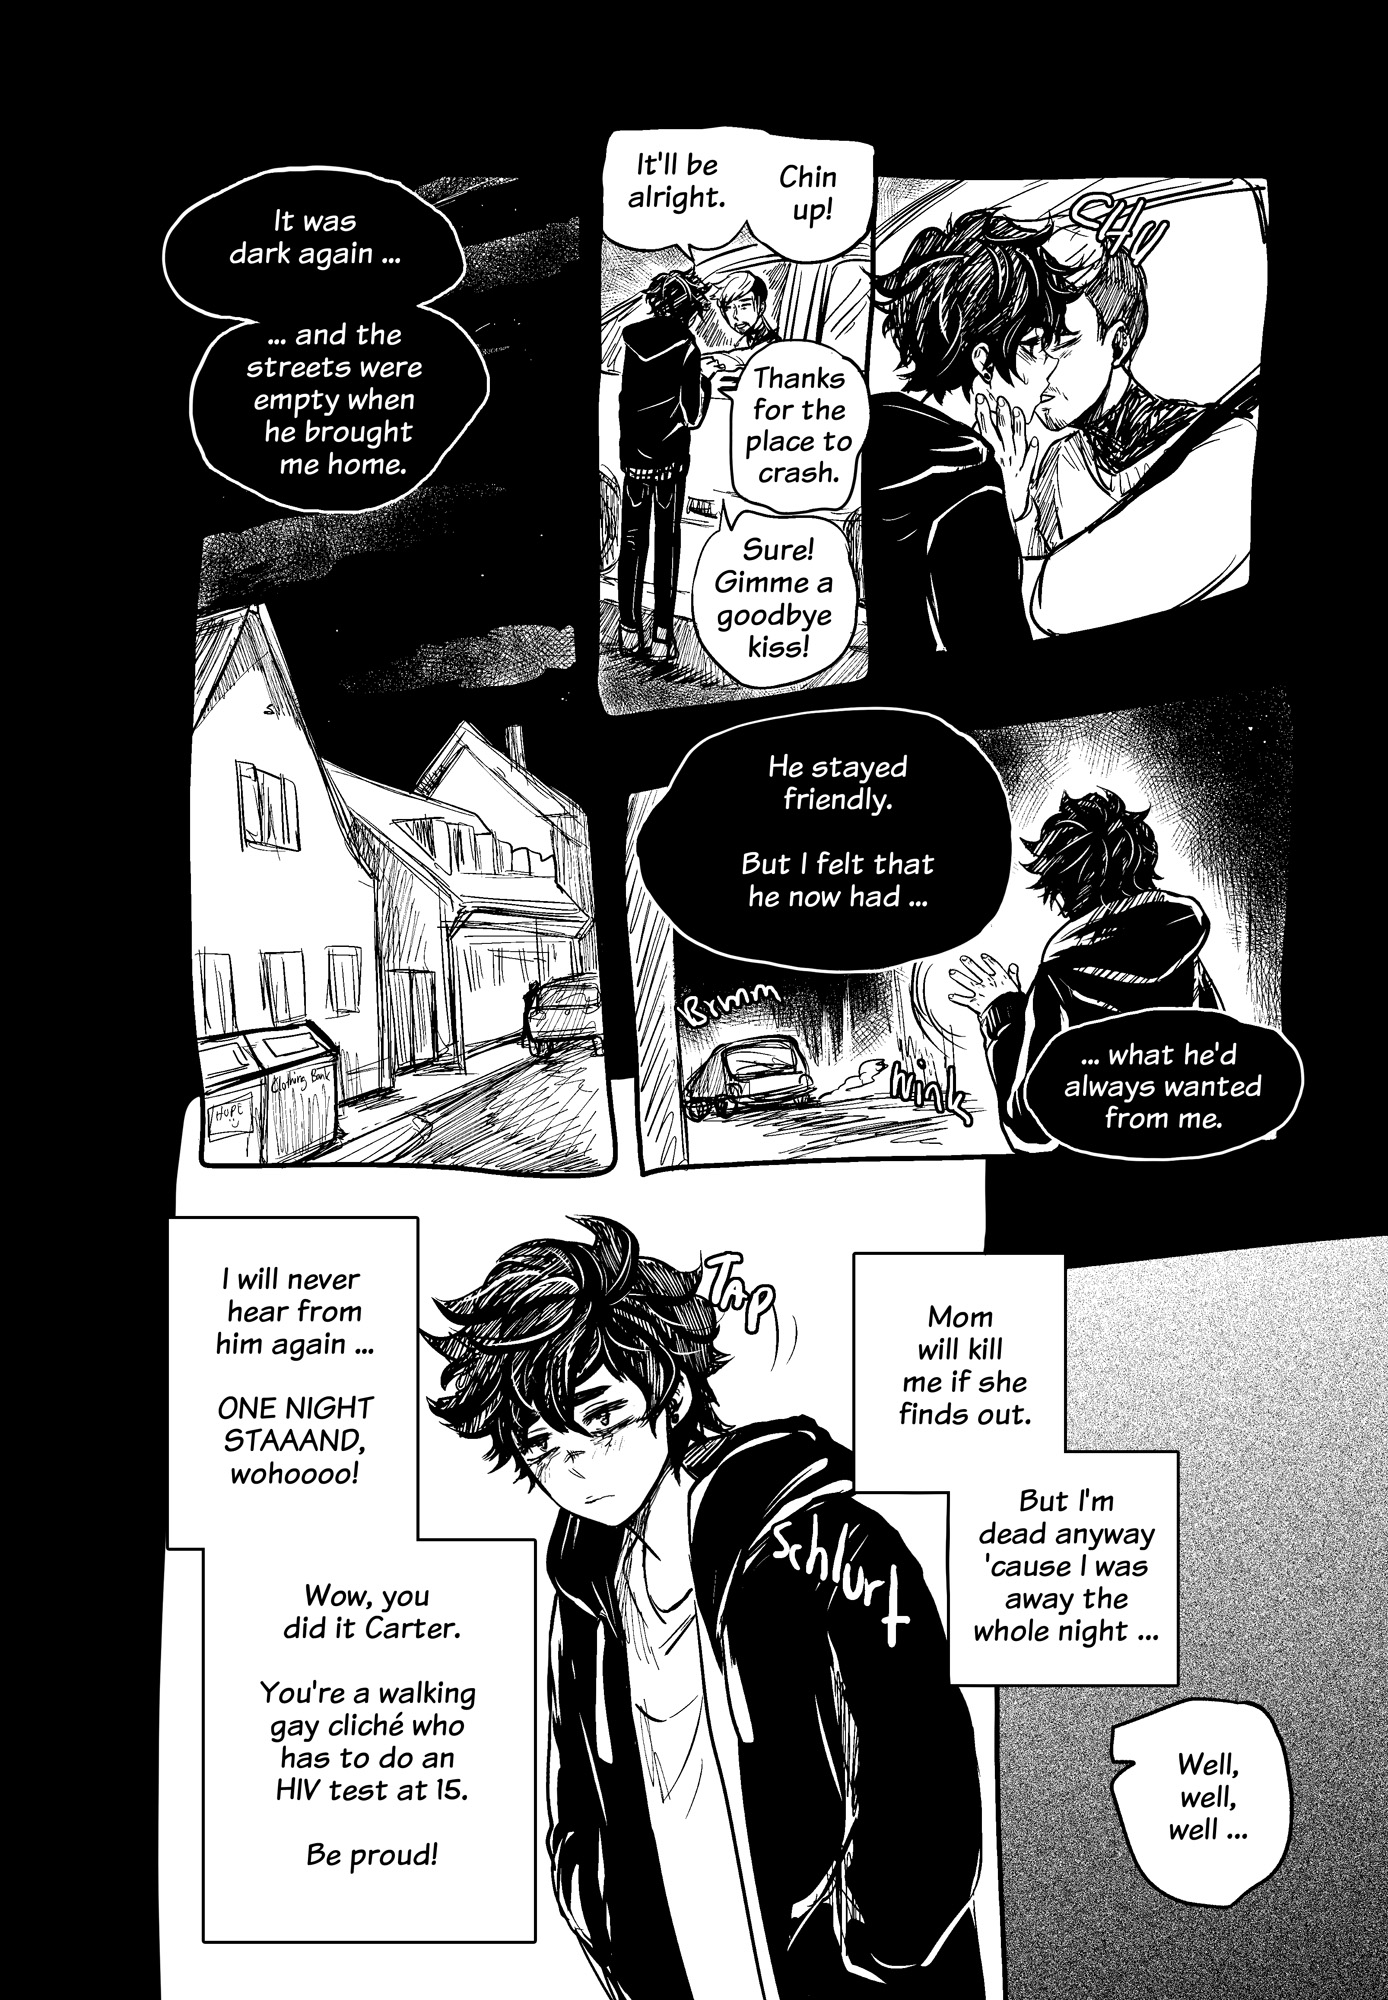 It was
dark again ...
... and the
streets were
empty when
he brought
me home.
It'll be
alright.
Chin
up!
Thanks
for the
place to
crash.
Sure!
Gimme a
goodbye
kiss!
Clothing Bank
HOPE
He stayed
friendly.
But I felt that
he now had ...
Brmm
wink
... what he'd
always wanted
from me.
I will never
hear from
him again ...
ONE NIGHT
STAAAND,
wohoooo!
Wow, you
did it Carter.
You're a walking
gay cliché who
has to do an
HIV test at 15.
Be proud!
TAP
Schlurf
Mom
will kill
me if she
finds out.
But I'm
dead anyway
'cause I was
away the
whole night ...
Well,
well,
well ...